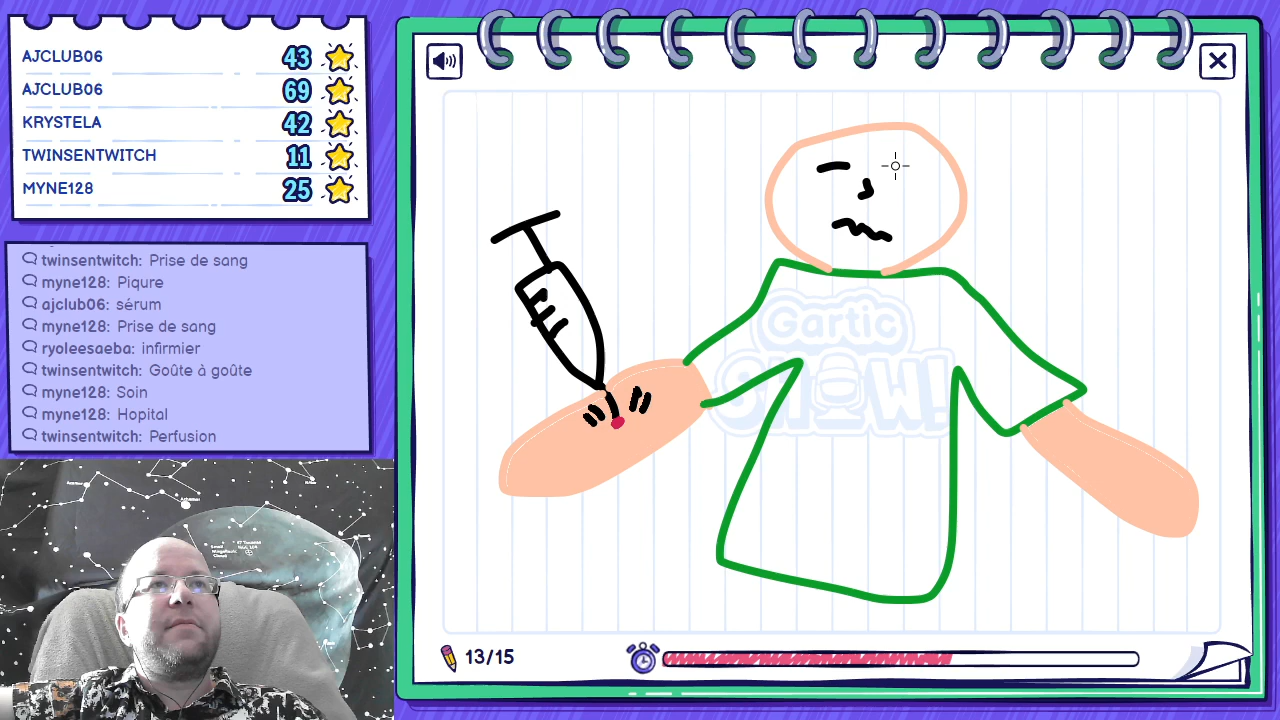 AJCLUB06 43
AJCLUB06 69
KRYSTELA 42
TWINSENTWITCH 11
MYNE128 25
twinsentwitch: Prise de sang
myne128: Piqure
ajclub06: sérum
myne128: Prise de sang
ryoleesaeba: infirmier
twinsentwitch: Goûte à goûte
myne128: Soin
myne128: Hopital
twinsentwitch: Perfusion
Gartic
SHOW!
13/15